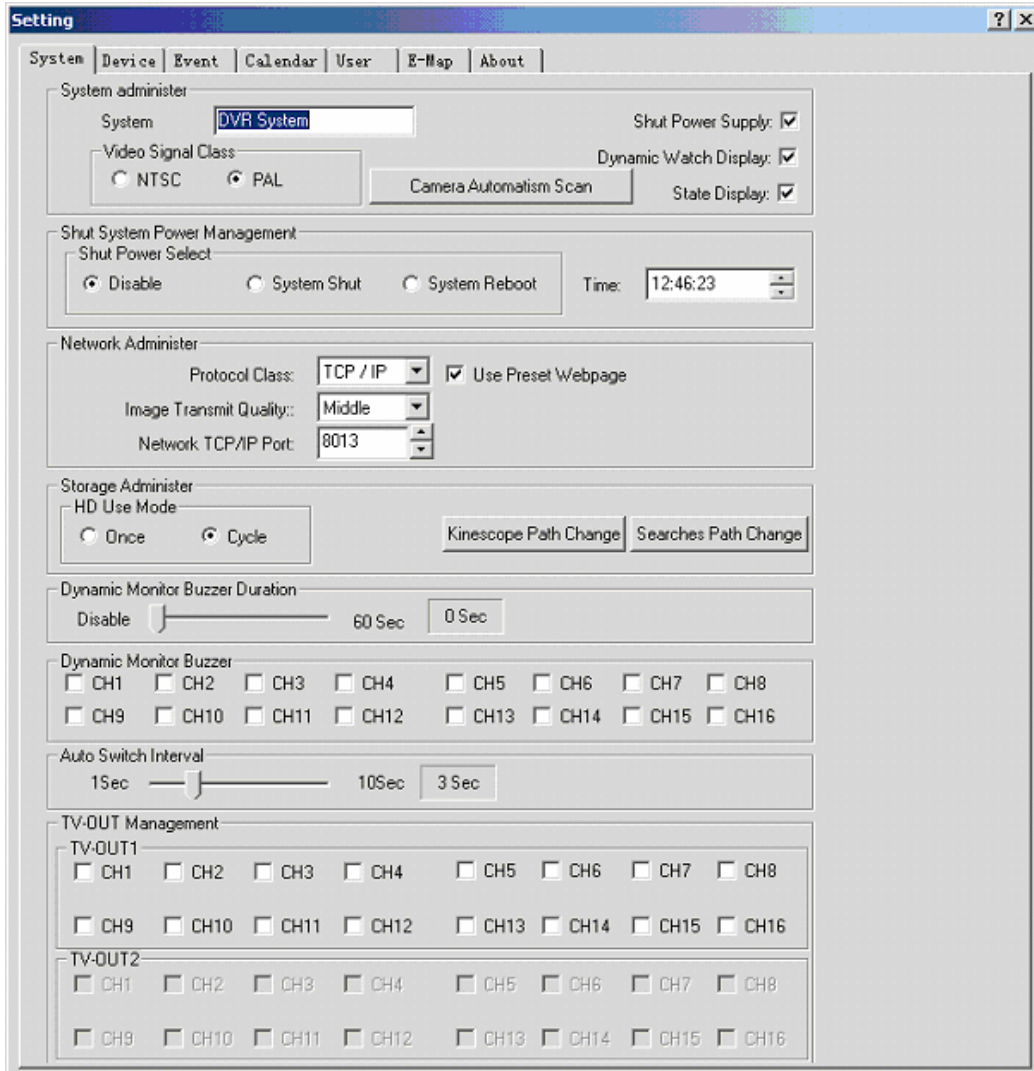 Setting
System Device Event Calendar User E-Map About
System administer
System DVR System Shut Power Supply:
Video Signal Class Dynamic Watch Display:
NTSC PAL Camera Automatism Scan State Display:
Shut System Power Management
Shut Power Select
Disable System Shut System Reboot Time: 12:46:23
Network Administer
Protocol Class: TCP / IP Use Preset Webpage
Image Transmit Quality:: Middle
Network TCP/IP Port: 8013
Storage Administer
HD Use Mode
Once Cycle Kinescope Path Change Searches Path Change
Dynamic Monitor Buzzer Duration
Disable 60 Sec 0 Sec
Dynamic Monitor Buzzer
CH1 CH2 CH3 CH4 CH5 CH6 CH7 CH8
CH9 CH10 CH11 CH12 CH13 CH14 CH15 CH16
Auto Switch Interval
1Sec 10Sec 3 Sec
TV-OUT Management
TV-OUT1
CH1 CH2 CH3 CH4 CH5 CH6 CH7 CH8
CH9 CH10 CH11 CH12 CH13 CH14 CH15 CH16
TV-OUT2
CH1 CH2 CH3 CH4 CH5 CH6 CH7 CH8
CH9 CH10 CH11 CH12 CH13 CH14 CH15 CH16